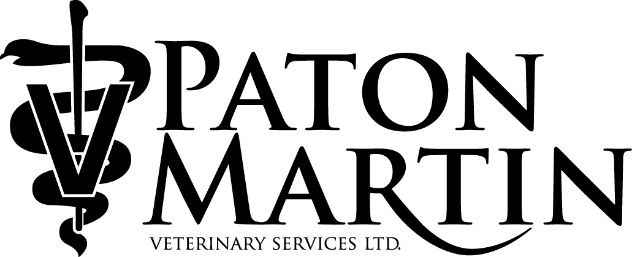 V
PATON
MARTIN
VETERINARY SERVICES LTD.